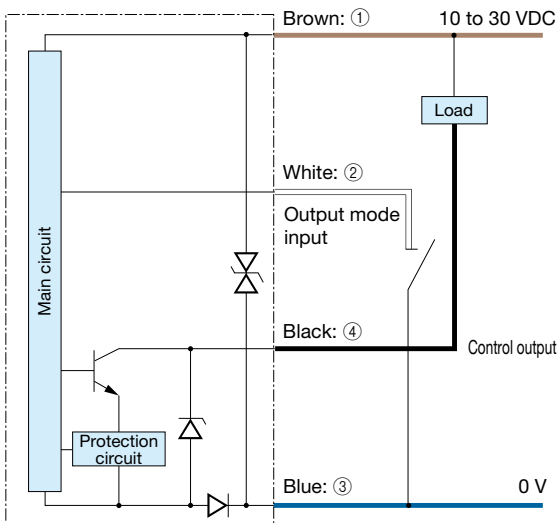 Brown: ① 10 to 30 VDC
Load
White: ②
Output mode
input
Main circuit
Black: ④
Control output
Protection
circuit
Blue: ③ 0 V